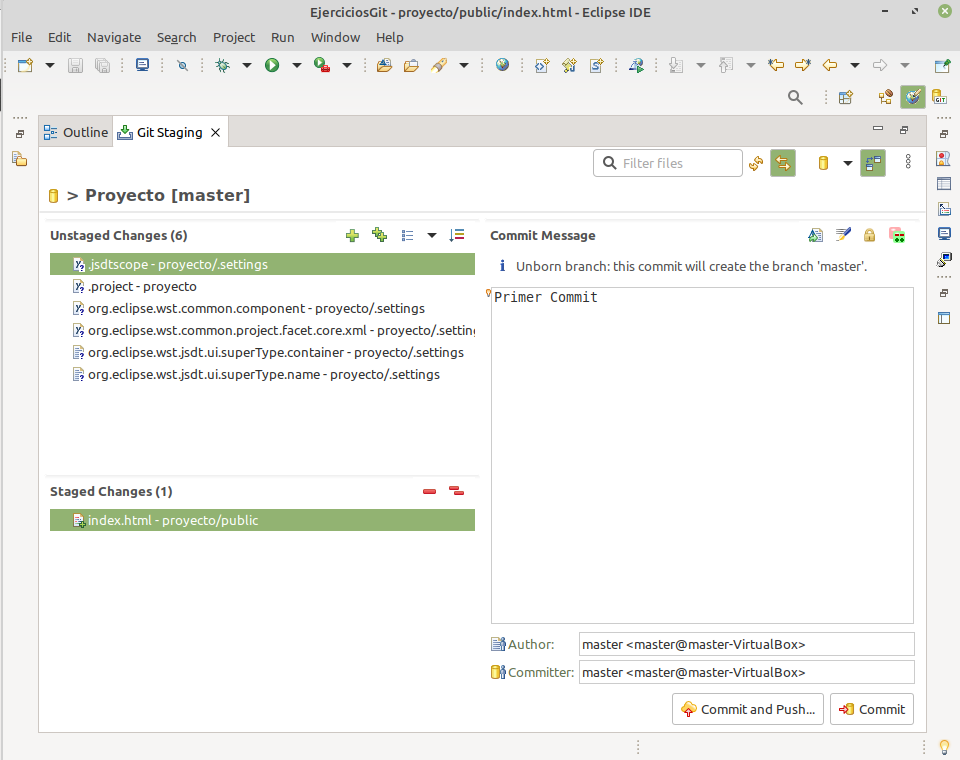 EjerciciosGit - proyecto/public/index.html - Eclipse IDE
File Edit Navigate Search Project Run Window Help
GIT
Outline Git Staging
Filter files
> Proyecto [master]
Unstaged Changes (6)
.jsdtscope - proyecto/.settings
.project - proyecto
org.eclipse.wst.common.component - proyecto/.settings
org.eclipse.wst.common.project.facet.core.xml - proyecto/.settin
org.eclipse.wst.jsdt.ui.superType.container - proyecto/.settings
org.eclipse.wst.jsdt.ui.superType.name - proyecto/.settings
Staged Changes (1)
index.html - proyecto/public
Commit Message
Unborn branch: this commit will create the branch 'master'.
Primer Commit
Author: master <master@master-VirtualBox>
Committer: master <master@master-VirtualBox>
Commit and Push... Commit